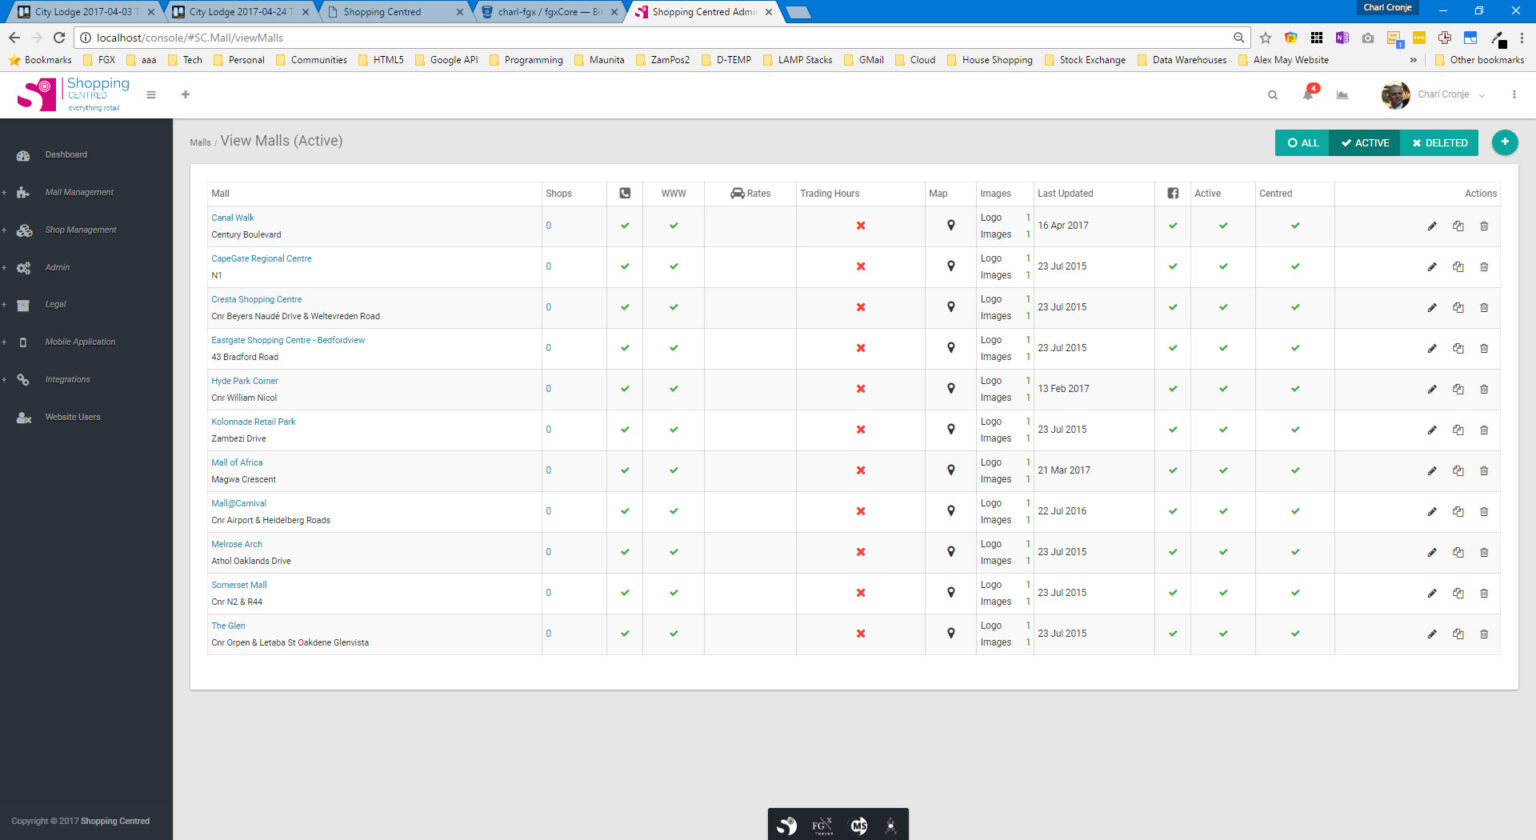 Charl Cronje
City Lodge 2017-04-03 T
City Lodge 2017-04-24 T
Shopping Centred
charl-fgx / fgxCore — Bit
Shopping Centred Admi
localhost/console/#SC.Mall/viewMalls
1
Bookmarks FGX aaa Tech Personal Communities HTML5 Google API Programming Maunita ZamPos2 D-TEMP LAMP Stacks GMail Cloud House Shopping Stock Exchange Data Warehouses Alex May Website » Other bookmarks
Shopping
CENTRED
everything retail
4
Charl Cronje
Dashboard
Mall Management
Shop Management
Admin
Legal
Mobile Application
Integrations
Website Users
Malls / View Malls (Active)
ALL ACTIVE DELETED
Mall Shops WWW Rates Trading Hours Map Images Last Updated Active Centred Actions
Canal Walk
Century Boulevard
0
Logo 1
Images 1
16 Apr 2017
CapeGate Regional Centre
N1
0
Logo 1
Images 1
23 Jul 2015
Cresta Shopping Centre
Cnr Beyers Naudé Drive & Weltevreden Road
0
Logo 1
Images 1
23 Jul 2015
Eastgate Shopping Centre - Bedfordview
43 Bradford Road
0
Logo 1
Images 1
23 Jul 2015
Hyde Park Corner
Cnr William Nicol
0
Logo 1
Images 1
13 Feb 2017
Kolonnade Retail Park
Zambezi Drive
0
Logo 1
Images 1
23 Jul 2015
Mall of Africa
Magwa Crescent
0
Logo 1
Images 1
21 Mar 2017
Mall@Carnival
Cnr Airport & Heidelberg Roads
0
Logo 1
Images 1
22 Jul 2016
Melrose Arch
Athol Oaklands Drive
0
Logo 1
Images 1
23 Jul 2015
Somerset Mall
Cnr N2 & R44
0
Logo 1
Images 1
23 Jul 2015
The Glen
Cnr Orpen & Letaba St Oakdene Glenvista
0
Logo 1
Images 1
23 Jul 2015
Copyright © 2017 Shopping Centred
FGX
MS